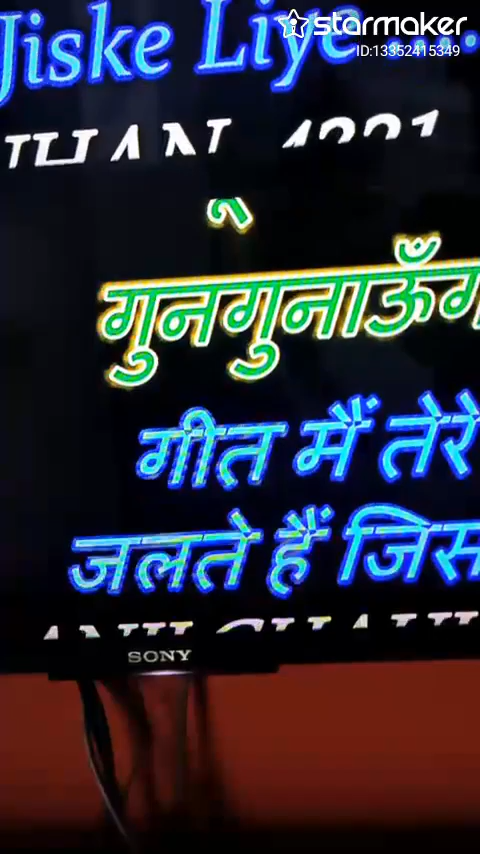 starmaker
ID:13352415349
Jiske Liye
गुनगुनाऊँग
गीत मैं तेरे
जलते हैं जिस
SONY